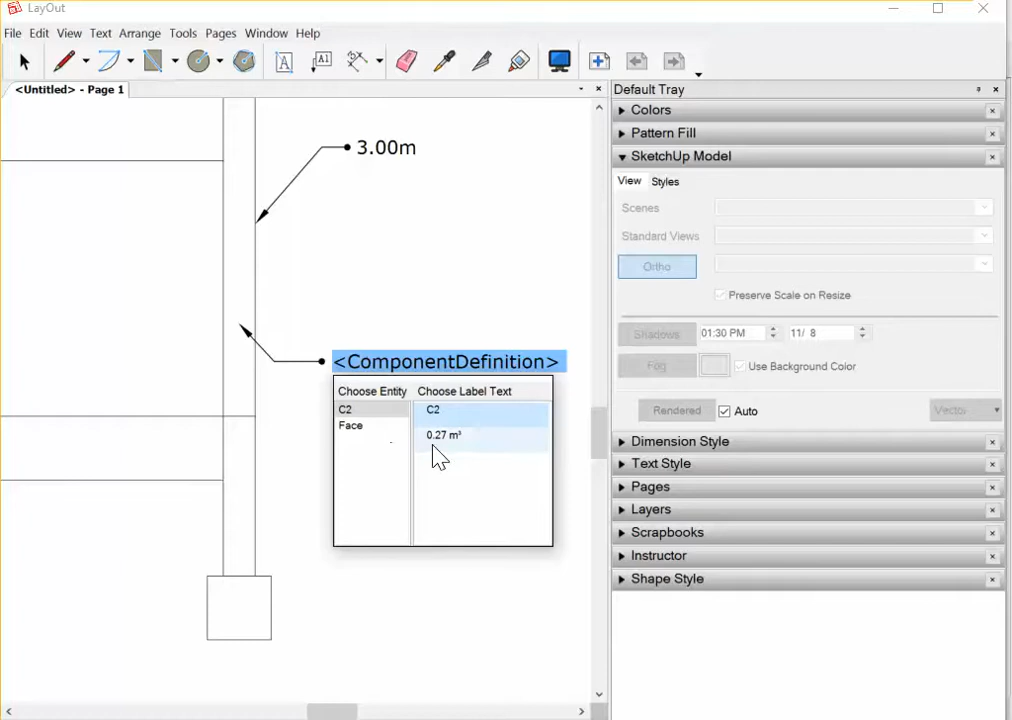 LayOut
File Edit View Text Arrange Tools Pages Window Help
A AI
<Untitled> - Page 1
3.00m
<ComponentDefinition>
Choose Entity Choose Label Text
C2 C2
Face
0.27 m³
Default Tray
Colors
Pattern Fill
SketchUp Model
View Styles
Scenes
Standard Views
Ortho
Preserve Scale on Resize
Shadows 01:30 PM 11/ 8
Fog Use Background Color
Rendered Auto Vector
Dimension Style
Text Style
Pages
Layers
Scrapbooks
Instructor
Shape Style